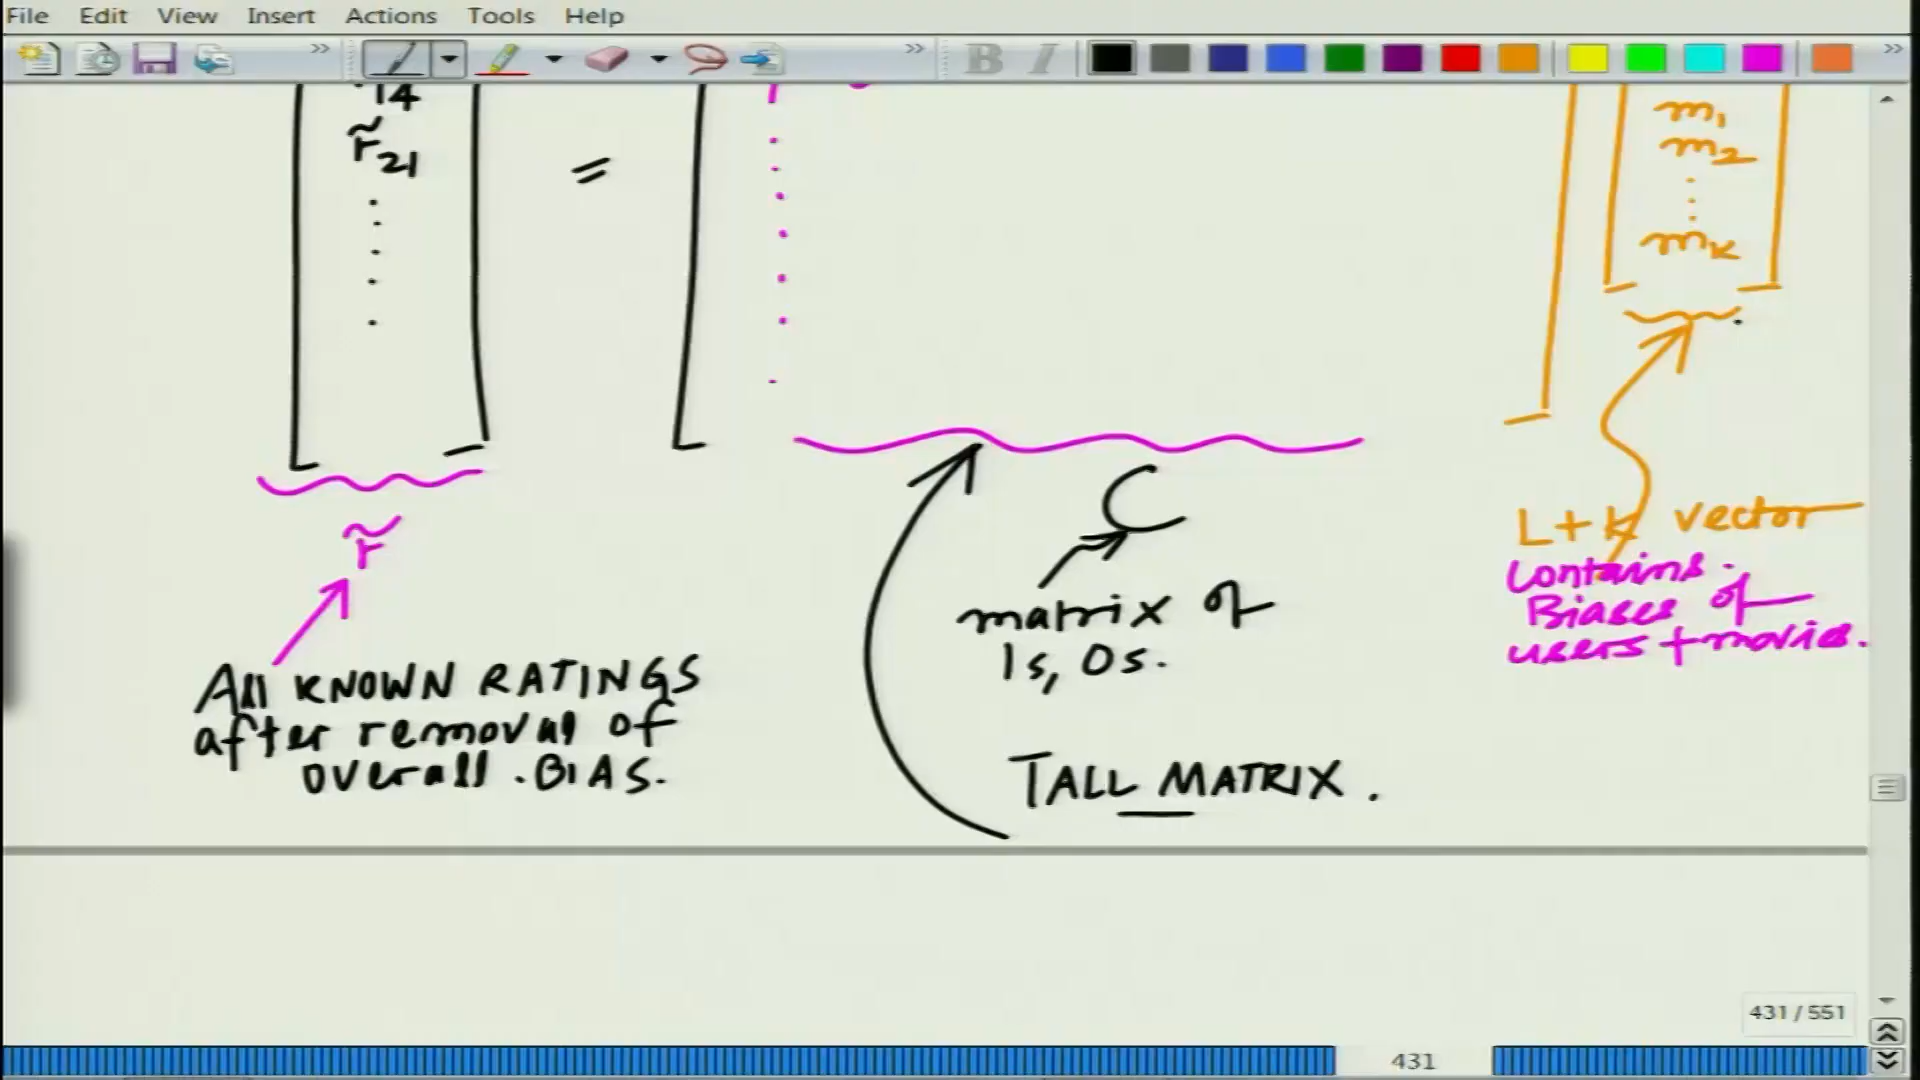 File Edit View Insert Actions Tools Help
B I
14
r̃21
=
m1
m2
mK
r̃
C
L+K vector
contains.
Biases of
users + movies.
matrix of
1s, 0s.
All KNOWN RATINGS
after removal of
overall . BIAS.
TALL MATRIX .
431 / 551
431